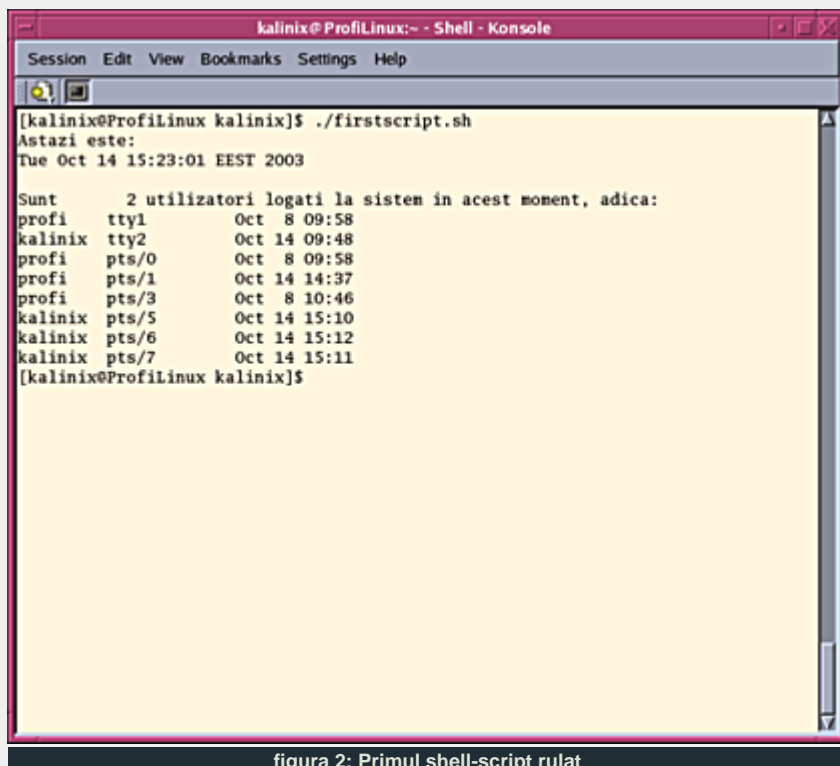 kalinix@ProfiLinux:~ - Shell - Konsole
Session Edit View Bookmarks Settings Help
[kalinix@ProfiLinux kalinix]$ ./firstscript.sh
Astazi este:
Tue Oct 14 15:23:01 EEST 2003
Sunt 2 utilizatori logati la sistem in acest moment, adica:
profi tty1 Oct 8 09:58
kalinix tty2 Oct 14 09:48
profi pts/0 Oct 8 09:58
profi pts/1 Oct 14 14:37
profi pts/3 Oct 8 10:46
kalinix pts/5 Oct 14 15:10
kalinix pts/6 Oct 14 15:12
kalinix pts/7 Oct 14 15:11
[kalinix@ProfiLinux kalinix]$
figura 2: Primul shell-script rulat